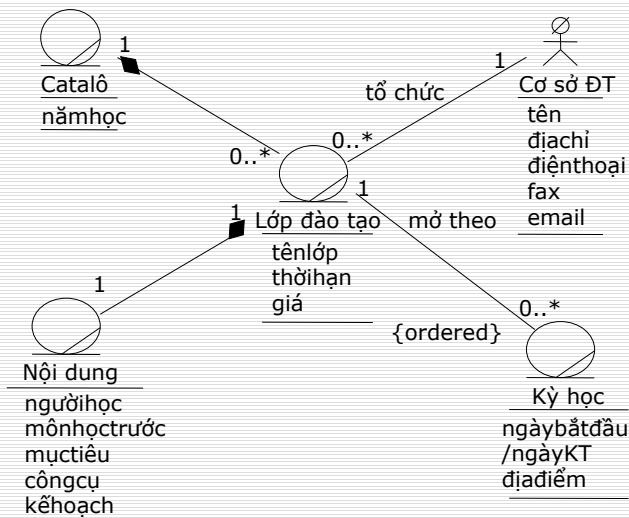 1
Catalô
nămhọc
0..*
1
tổ chức
0..*
Cơ sở ĐT
tên
địachỉ
điệnthoại
fax
email
1
Lớp đào tạo
tênlớp
thờihạn
giá
1
mở theo
0..*
{ordered}
1
Nội dung
ngườihọc
mônhọctrước
mụctiêu
côngcụ
kếhoạch
Kỳ học
ngàybắtđầu
/ngàyKT
địađiểm